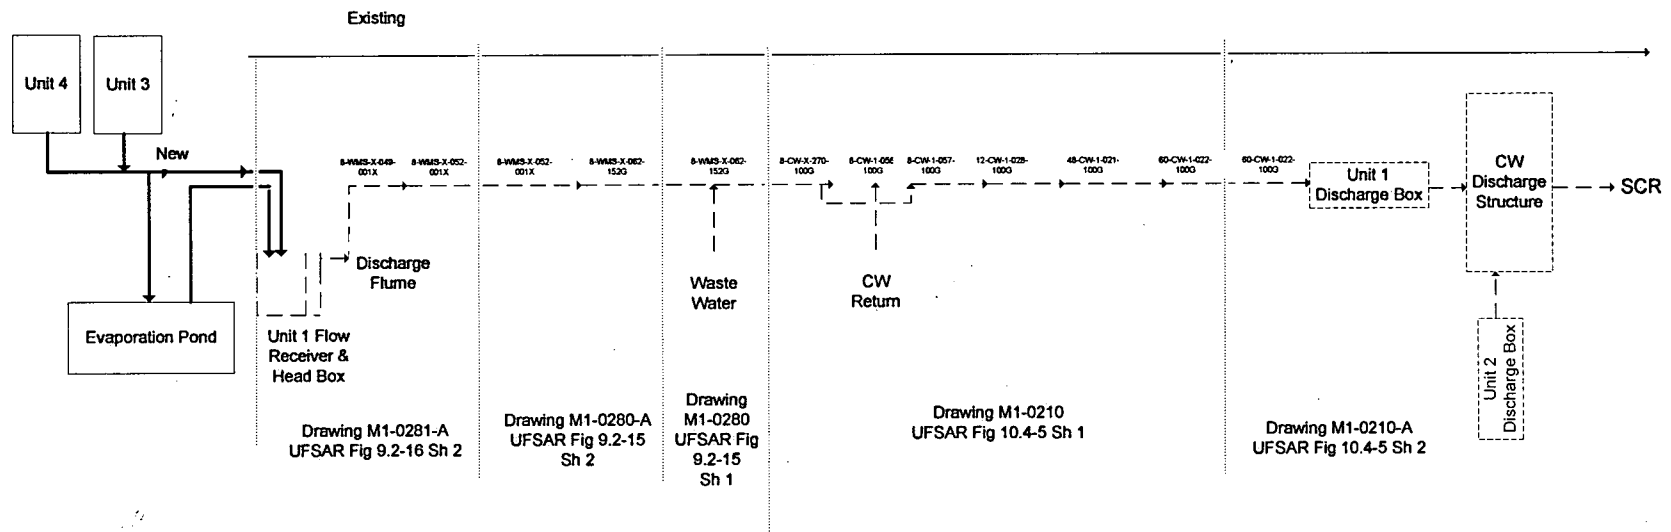 Existing
Unit 4
Unit 3
New
8-WMS-X-049-
001X
8-WMS-X-052-
001X
8-WMS-X-052-
001X
8-WMS-X-062-
152G
8-WMS-X-062-
152G
8-CW-X-270-
100G
8-CW-1-056
100G
8-CW-1-057-
100G
12-CW-1-028-
100G
48-CW-1-021-
100G
60-CW-1-022-
100G
60-CW-1-022-
100G
Unit 1
Discharge Box
CW
Discharge
Structure
SCR
Discharge
Flume
Waste
Water
CW
Return
Evaporation Pond
Unit 1 Flow
Receiver &
Head Box
Unit 2
Discharge Box
Drawing M1-0281-A
UFSAR Fig 9.2-16 Sh 2
Drawing M1-0280-A
UFSAR Fig 9.2-15
Sh 2
Drawing
M1-0280
UFSAR Fig
9.2-15
Sh 1
Drawing M1-0210
UFSAR Fig 10.4-5 Sh 1
Drawing M1-0210-A
UFSAR Fig 10.4-5 Sh 2